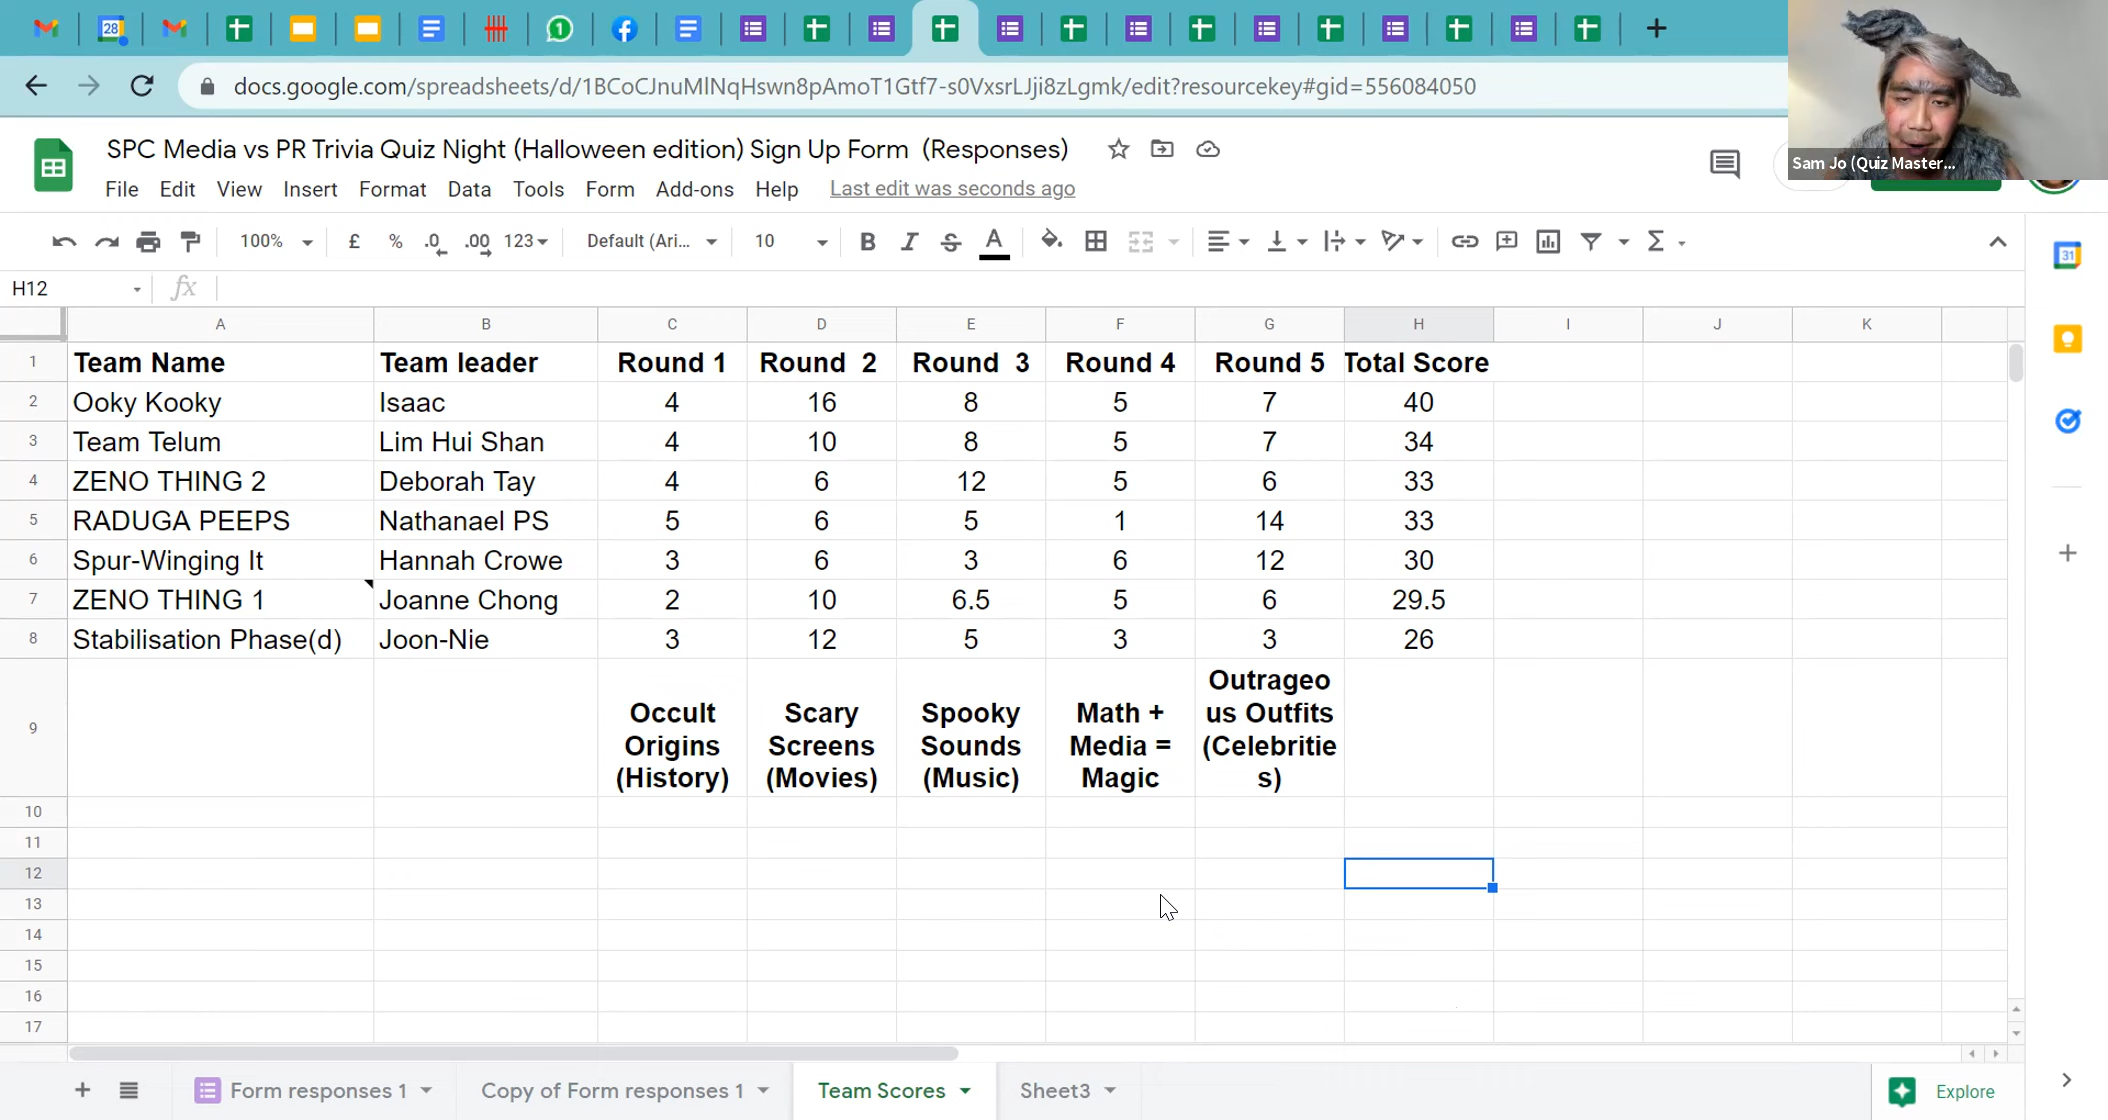 28
1
docs.google.com/spreadsheets/d/1BCoCJnuMlNqHswn8pAmoT1Gtf7-s0VxsrLJji8zLgmk/edit?resourcekey#gid=556084050
Sam Jo (Quiz Master...
SPC Media vs PR Trivia Quiz Night (Halloween edition) Sign Up Form (Responses)
File Edit View Insert Format Data Tools Form Add-ons Help Last edit was seconds ago
100% £ % .0 .00 123 Default (Ari... 10 B I S A Σ
31
H12 fx
A B C D E F G H I J K
1 Team Name Team leader Round 1 Round 2 Round 3 Round 4 Round 5 Total Score
2 Ooky Kooky Isaac 4 16 8 5 7 40
3 Team Telum Lim Hui Shan 4 10 8 5 7 34
4 ZENO THING 2 Deborah Tay 4 6 12 5 6 33
5 RADUGA PEEPS Nathanael PS 5 6 5 1 14 33
6 Spur-Winging It Hannah Crowe 3 6 3 6 12 30
7 ZENO THING 1 Joanne Chong 2 10 6.5 5 6 29.5
8 Stabilisation Phase(d) Joon-Nie 3 12 5 3 3 26
9
Occult
Origins
(History)
Scary
Screens
(Movies)
Spooky
Sounds
(Music)
Math +
Media =
Magic
Outrageo
us Outfits
(Celebritie
s)
10
11
12
13
14
15
16
17
Form responses 1 Copy of Form responses 1 Team Scores Sheet3 Explore